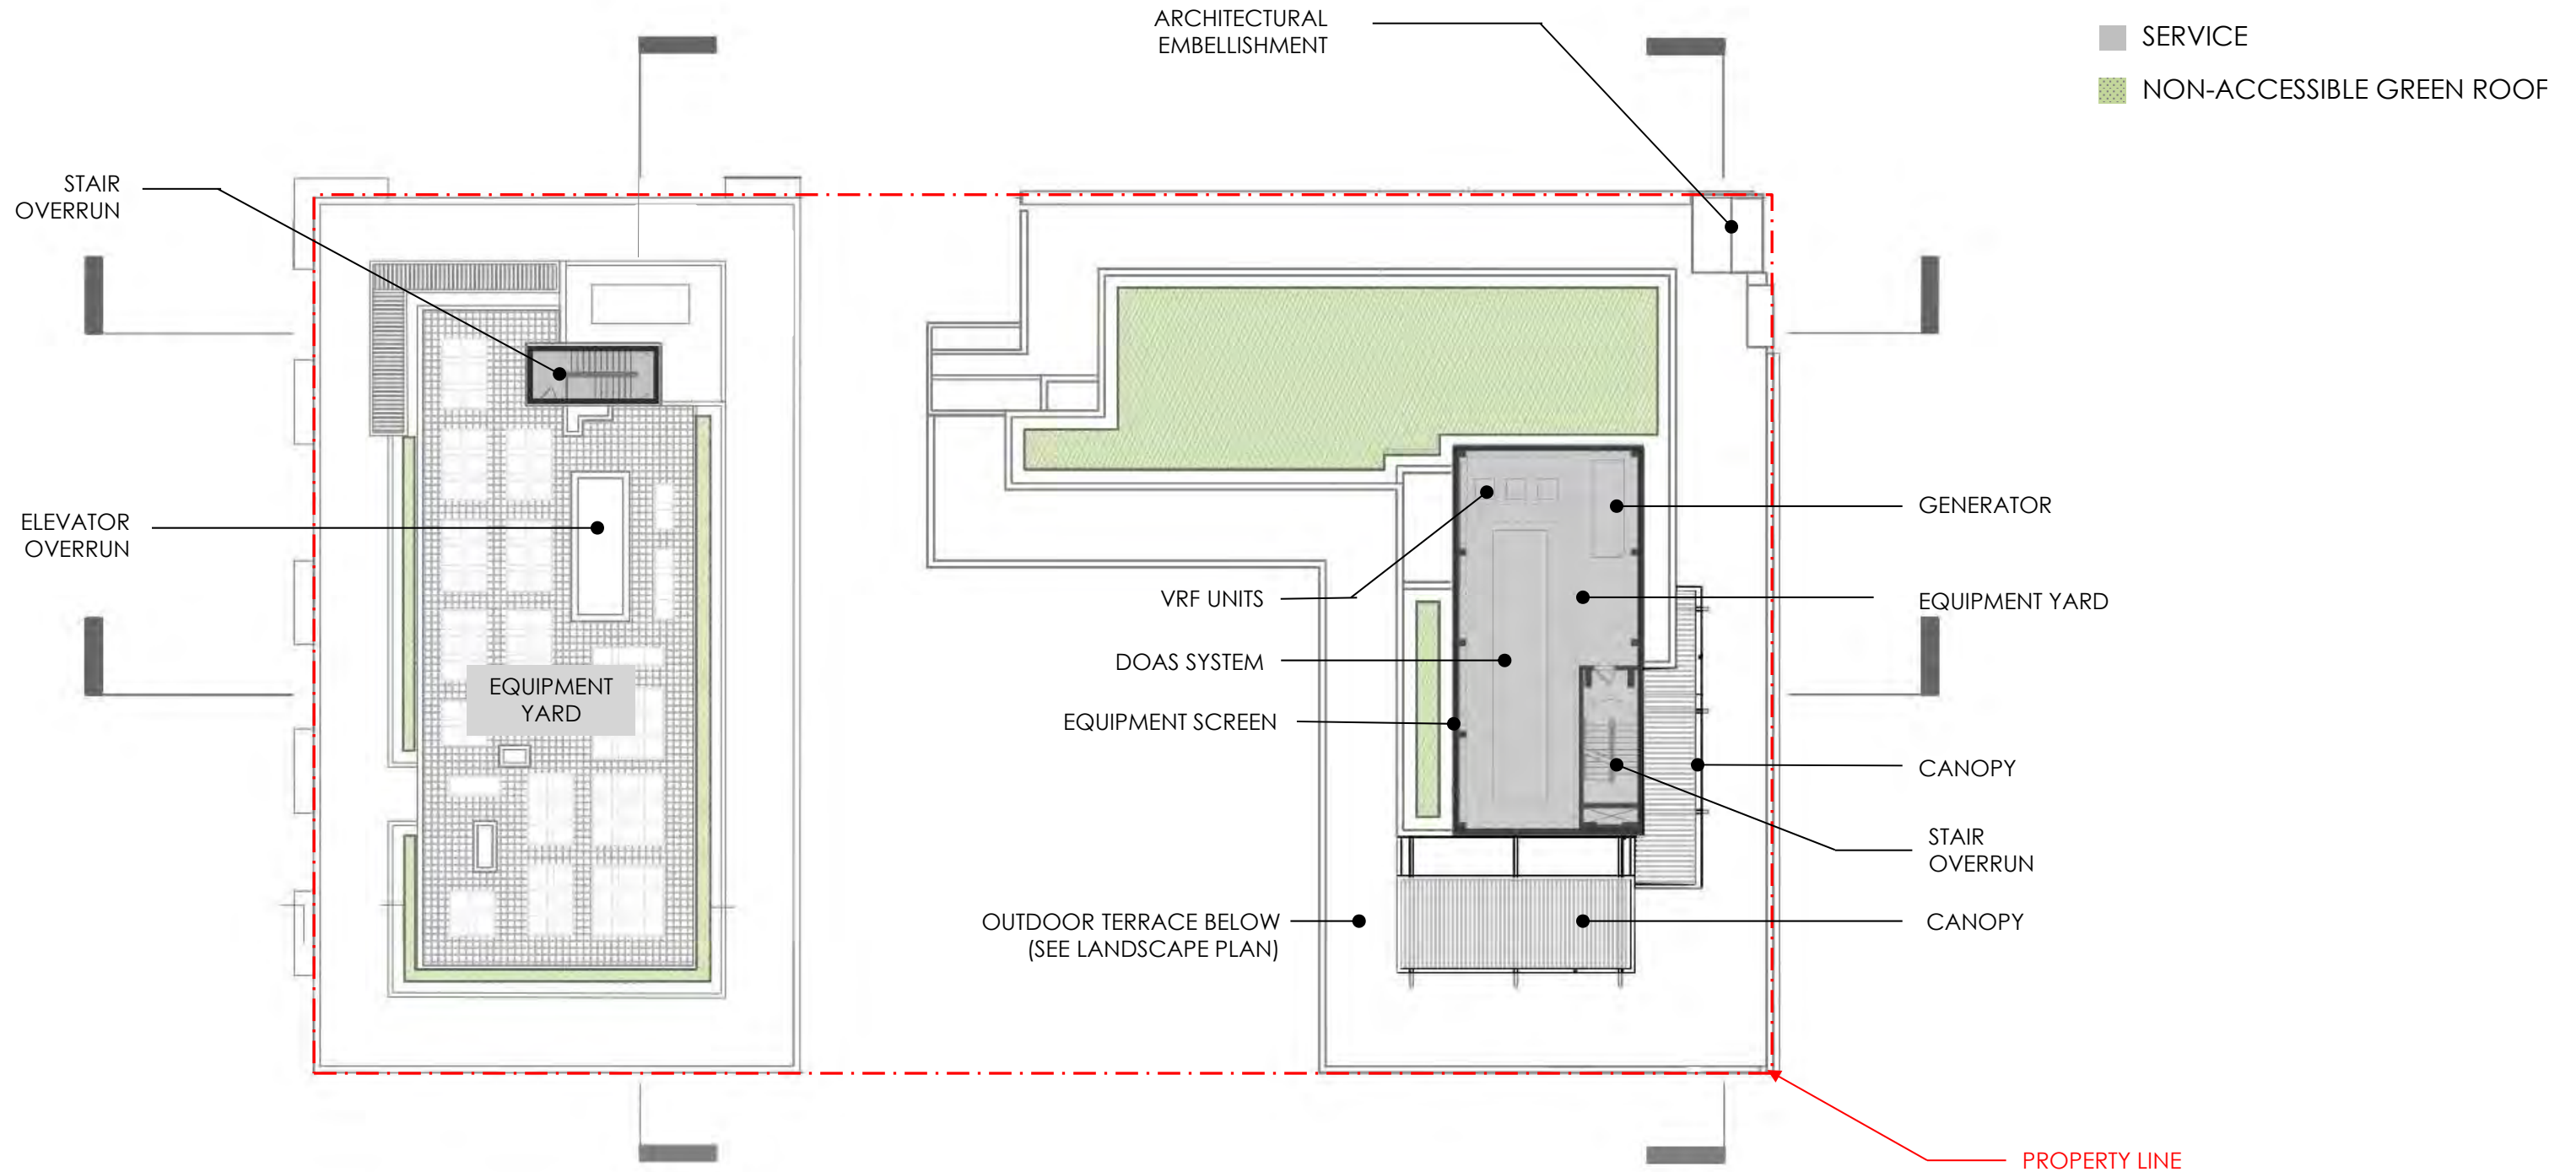 ARCHITECTURAL
EMBELLISHMENT
SERVICE
NON-ACCESSIBLE GREEN ROOF
STAIR
OVERRUN
ELEVATOR
OVERRUN
EQUIPMENT
YARD
VRF UNITS
DOAS SYSTEM
EQUIPMENT SCREEN
OUTDOOR TERRACE BELOW
(SEE LANDSCAPE PLAN)
GENERATOR
EQUIPMENT YARD
CANOPY
STAIR
OVERRUN
CANOPY
PROPERTY LINE